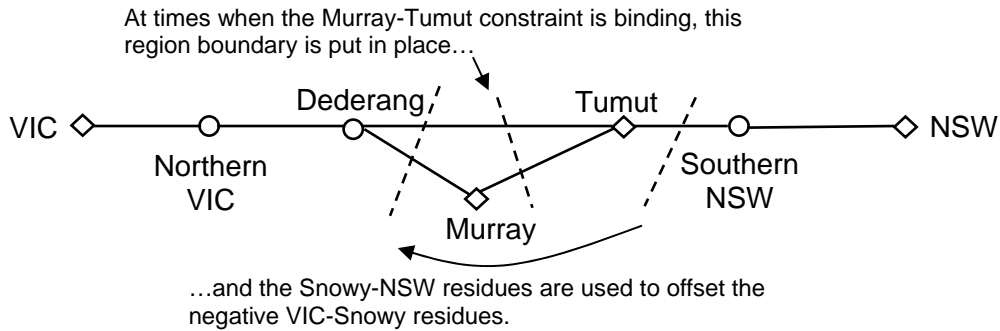 At times when the Murray-Tumut constraint is binding, this
region boundary is put in place…
Dederang
Tumut
VIC
NSW
Northern
VIC
Southern
NSW
Murray
…and the Snowy-NSW residues are used to offset the
negative VIC-Snowy residues.